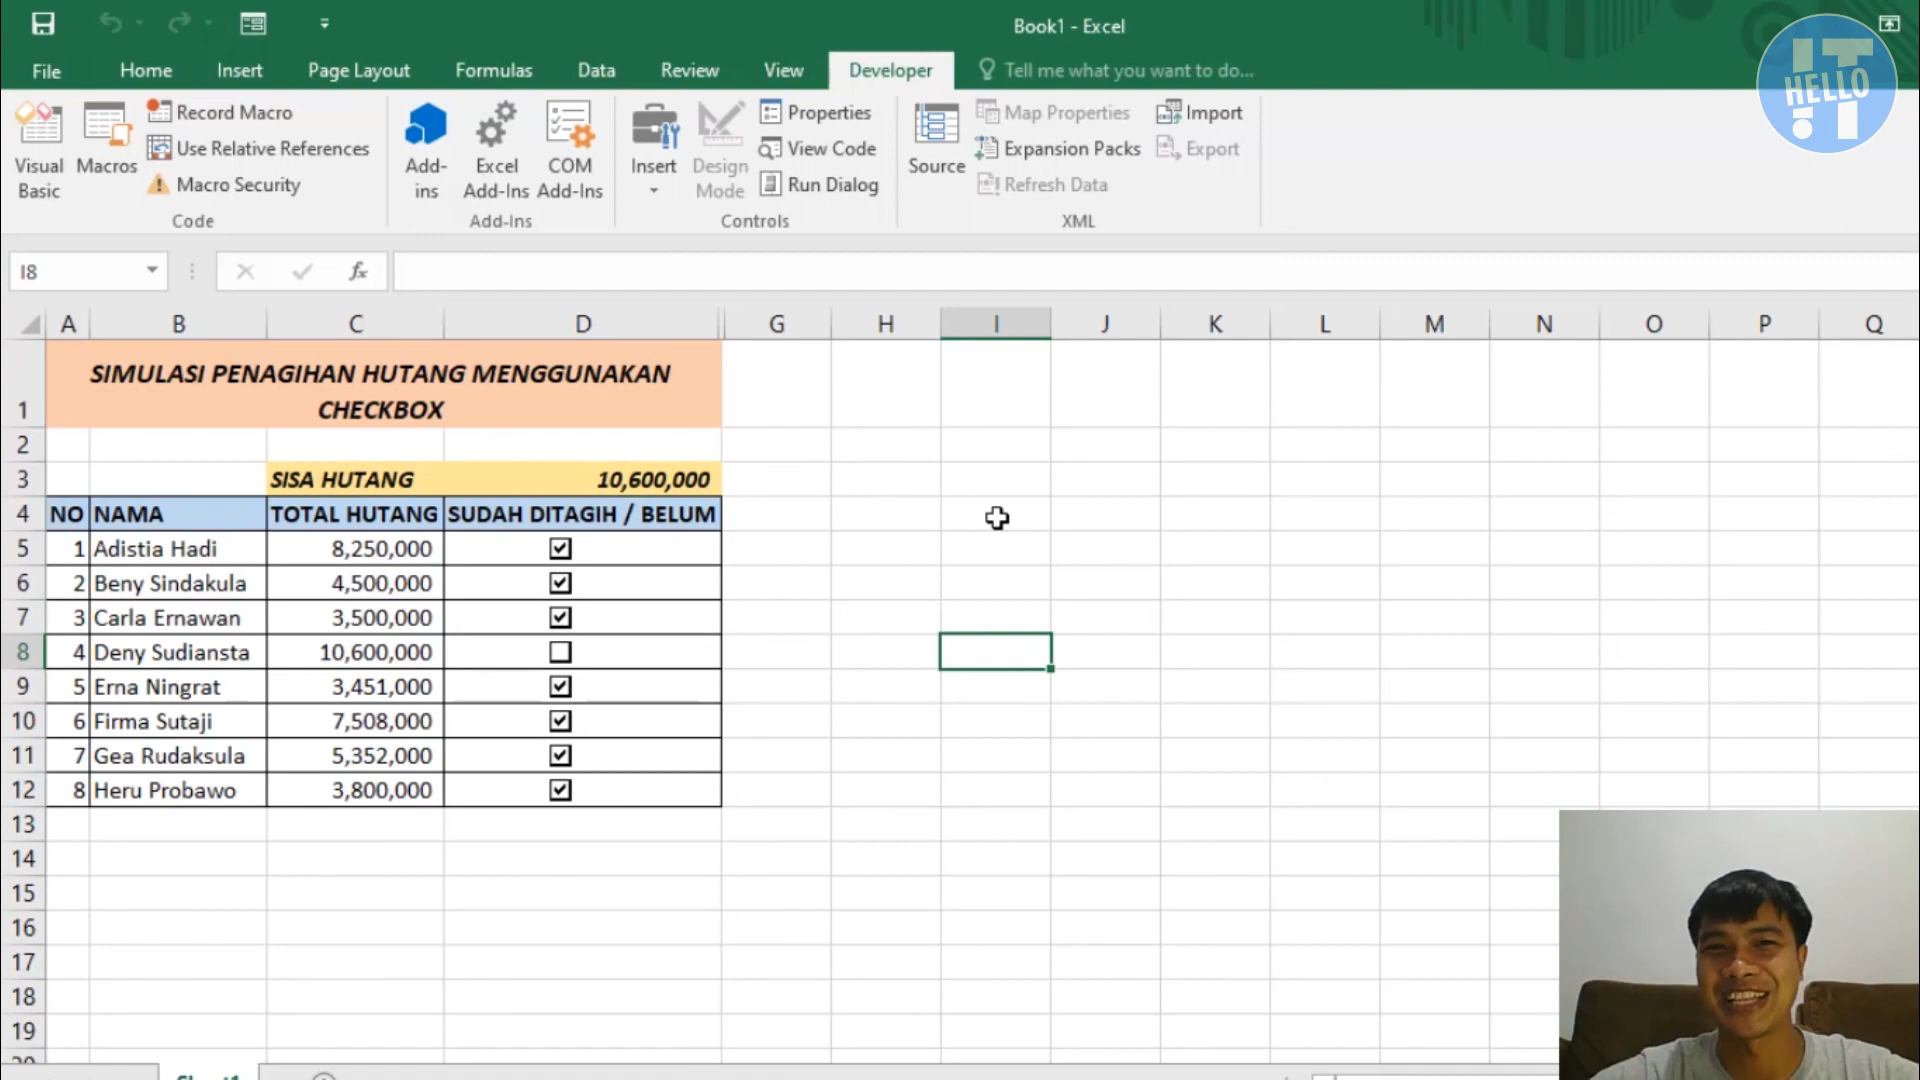 Book1 - Excel
File Home Insert Page Layout Formulas Data Review View Developer Tell me what you want to do...
IT HELLO IT
Visual Basic
Macros
Record Macro
Use Relative References
Macro Security
Code
Add-ins
Excel Add-Ins
COM Add-Ins
Add-Ins
Insert
Design Mode
Properties
View Code
Run Dialog
Controls
Source
Map Properties
Expansion Packs
Refresh Data
Import
Export
XML
I8 fx
A B C D G H I J K L M N O P Q
SIMULASI PENAGIHAN HUTANG MENGGUNAKAN
1 CHECKBOX
2
3 SISA HUTANG 10,600,000
4 NO NAMA TOTAL HUTANG SUDAH DITAGIH / BELUM
5 1 Adistia Hadi 8,250,000
6 2 Beny Sindakula 4,500,000
7 3 Carla Ernawan 3,500,000
8 4 Deny Sudiansta 10,600,000
9 5 Erna Ningrat 3,451,000
10 6 Firma Sutaji 7,508,000
11 7 Gea Rudaksula 5,352,000
12 8 Heru Probawo 3,800,000
13
14
15
16
17
18
19